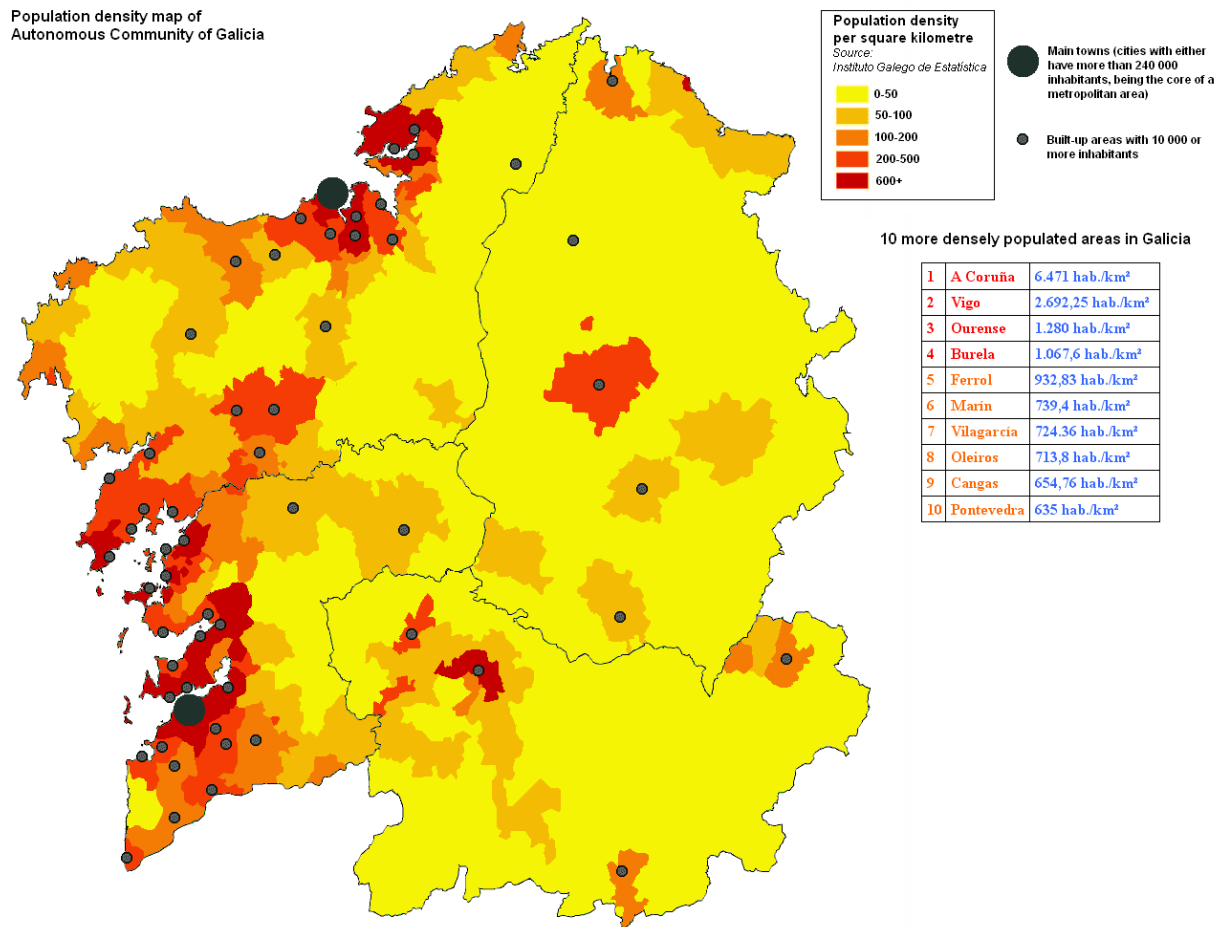 Population density map of
Autonomous Community of Galicia
Population density
per square kilometre
Source:
Instituto Galego de Estatística
0-50
50-100
100-200
200-500
600+
Main towns (cities with either
have more than 240 000
inhabitants, being the core of a
metropolitan area)
Built-up areas with 10 000 or
more inhabitants
10 more densely populated areas in Galicia
1 A Coruña 6.471 hab./km²
2 Vigo 2.692,25 hab./km²
3 Ourense 1.280 hab./km²
4 Burela 1.067,6 hab./km²
5 Ferrol 932,83 hab./km²
6 Marín 739,4 hab./km²
7 Vilagarcía 724.36 hab./km²
8 Oleiros 713,8 hab./km²
9 Cangas 654,76 hab./km²
10 Pontevedra 635 hab./km²